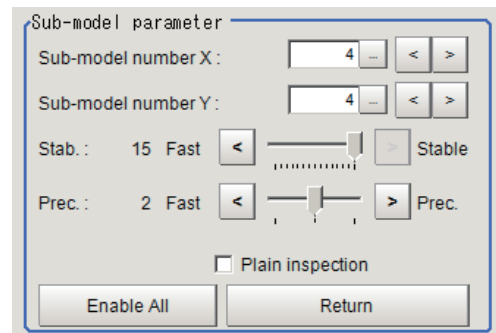 Sub-model parameter
Sub-model number X : 4 ... < >
Sub-model number Y : 4 ... < >
Stab. : 15 Fast < > Stable
Prec. : 2 Fast < > Prec.
Plain inspection
Enable All Return